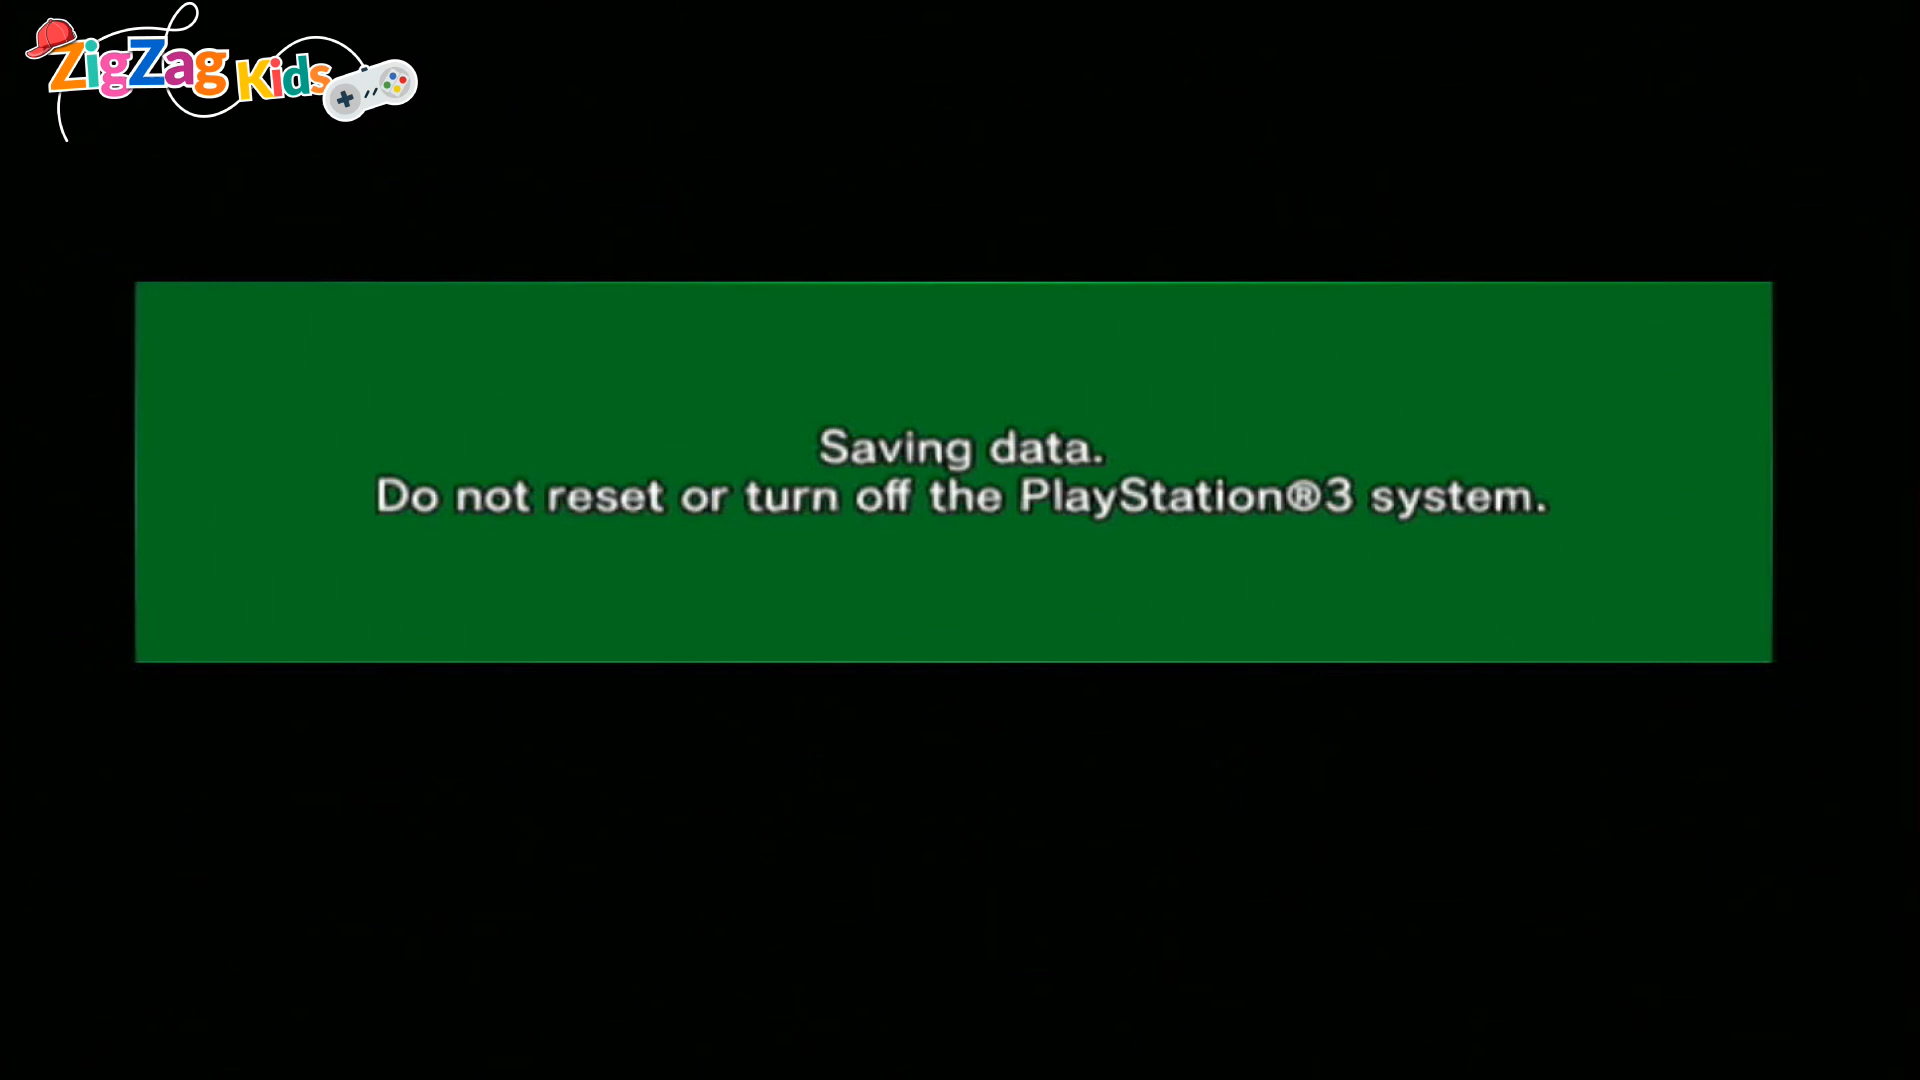 ZigZag Kids
Saving data.
Do not reset or turn off the PlayStation®3 system.